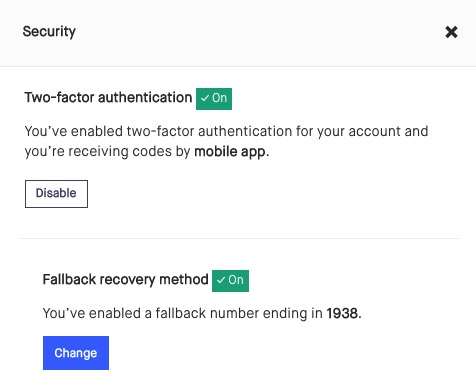 Security
Two-factor authentication ✓ On
You’ve enabled two-factor authentication for your account and
you’re receiving codes by mobile app.
Disable
Fallback recovery method ✓ On
You’ve enabled a fallback number ending in 1938.
Change